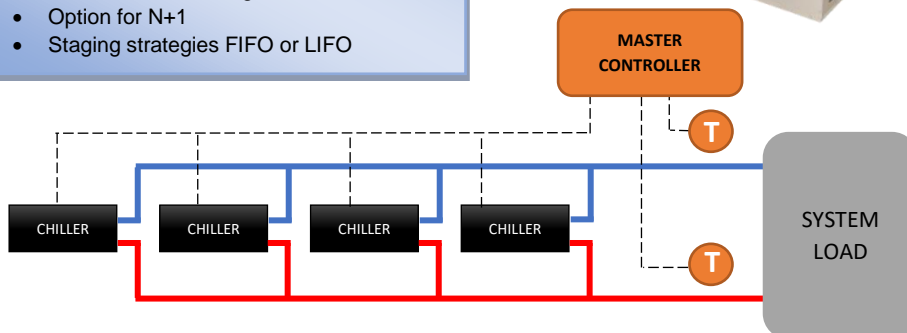 • Option for N+1
• Staging strategies FIFO or LIFO
MASTER
CONTROLLER
T
CHILLER
CHILLER
CHILLER
CHILLER
T
SYSTEM
LOAD